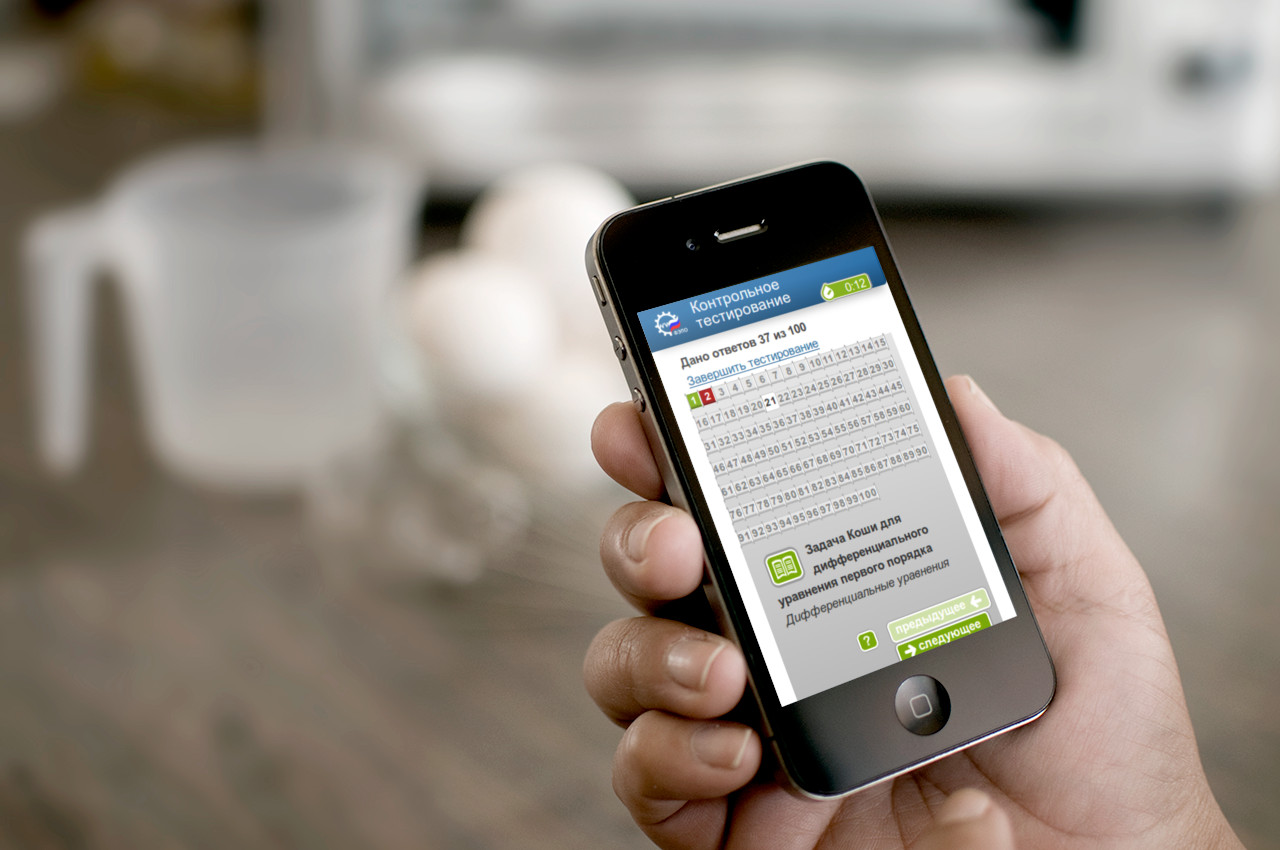 Контрольное
тестирование
0:12
Дано ответов 37 из 100
Завершить тестирование
1 2 3 4 5 6 7 8 9 10 11 12 13 14 15
16 17 18 19 20 21 22 23 24 25 26 27 28 29 30
31 32 33 34 35 36 37 38 39 40 41 42 43 44 45
46 47 48 49 50 51 52 53 54 55 56 57 58 59 60
61 62 63 64 65 66 67 68 69 70 71 72 73 74 75
76 77 78 79 80 81 82 83 84 85 86 87 88 89 90
91 92 93 94 95 96 97 98 99 100
Задача Коши для
дифференциального
уравнения первого порядка
Дифференциальные уравнения
предыдущее
?
следующее